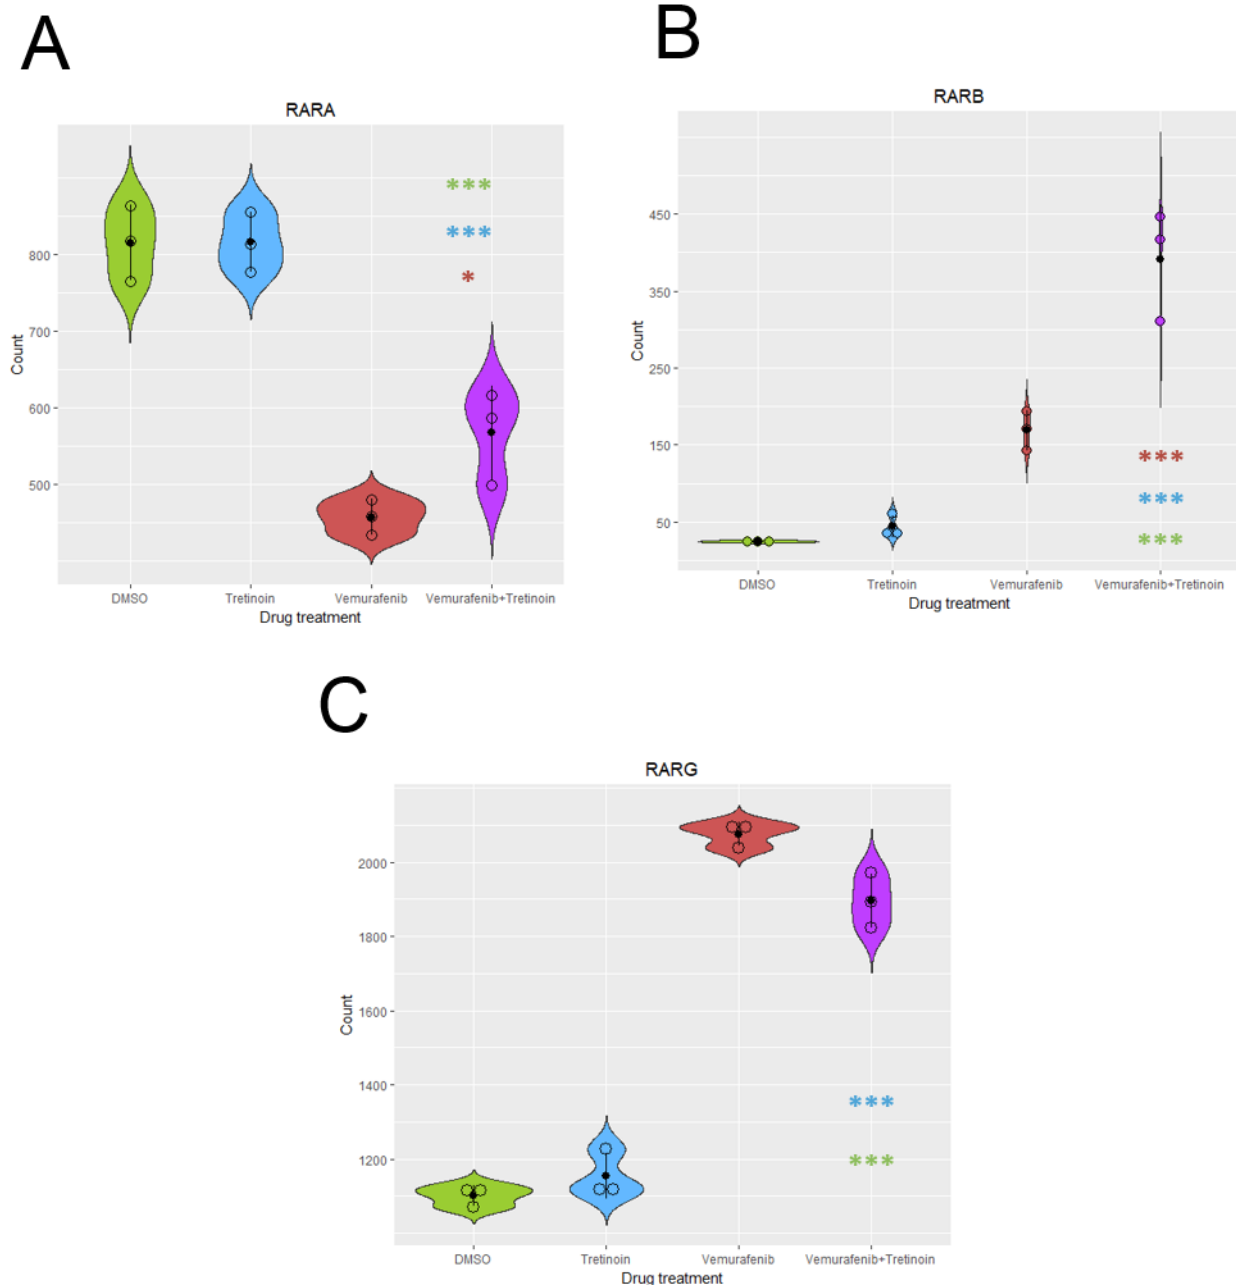 A
B
RARA
Count
800
700
600
500
***
***
*
DMSO Tretinoin Vemurafenib Vemurafenib+Tretinoin
Drug treatment
RARB
Count
450
350
250
150
50
***
***
***
DMSO Tretinoin Vemurafenib Vemurafenib+Tretinoin
Drug treatment
C
RARG
Count
2000
1800
1600
1400
1200
***
***
DMSO Tretinoin Vemurafenib Vemurafenib+Tretinoin
Drug treatment